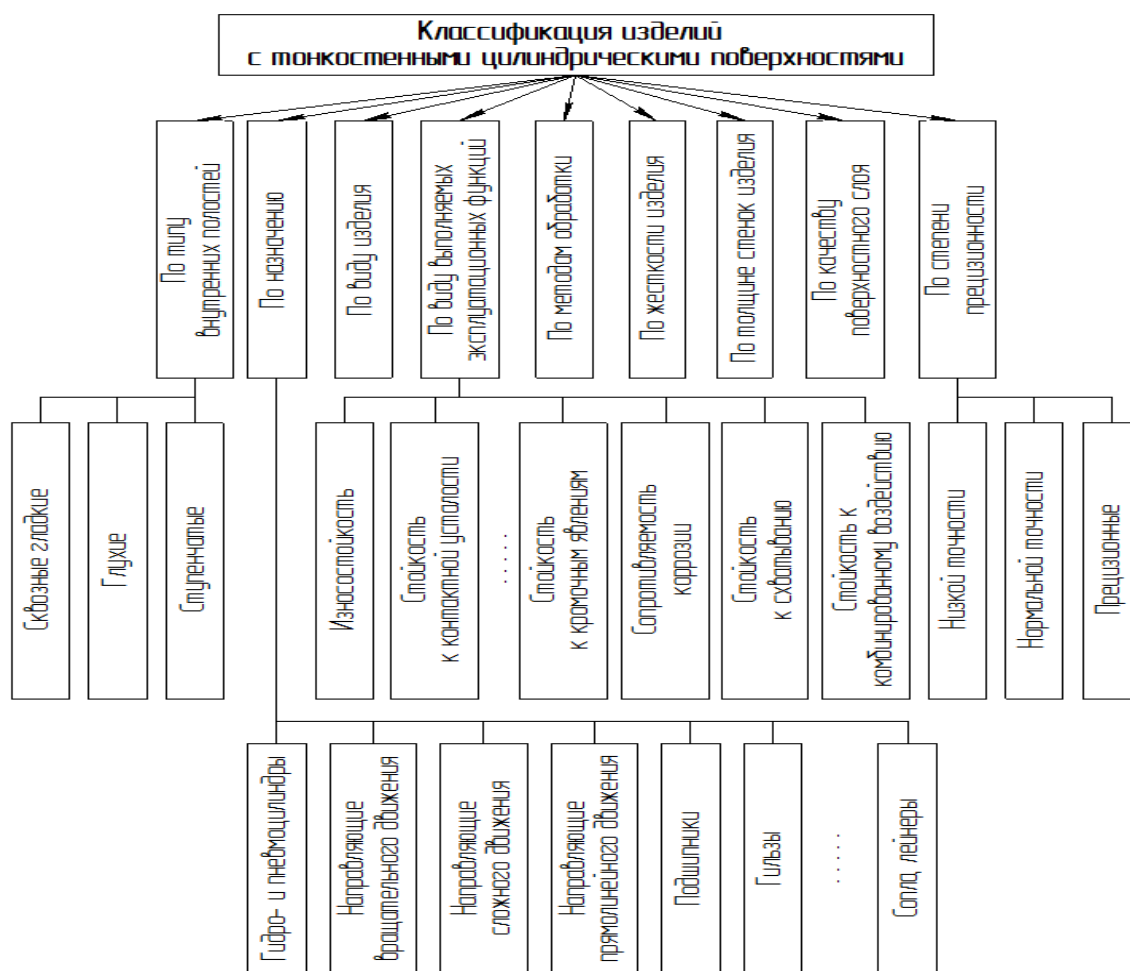 Классификация изделий
с тонкостенными цилиндрическими поверхностями
По типу
внутренних полостей
По назначению
По виду изделия
По виду выполняемых
эксплутационных функций
По методам обработки
По жесткости изделия
По толщине стенок изделия
По качеству
поверхностного слоя
По степени
прецизионности
Сквозные гладкие
Глухие
Ступенчатые
Износостойкость
Стойкость
к контактной усталости
.....
Стойкость
к кромочным явлениям
Сопротивляемость
коррозии
Стойкость
к схватыванию
Стойкость к
комбинированному воздействию
Низкой точности
Нормольной точности
Прецизионные
Гидро- и пневмоцилиндры
Направляющие
вращательного движения
Направляющие
сложного движения
Направляющие
прямолинейного движения
Подшипники
Гильзы
.....
Сопла, лейнеры